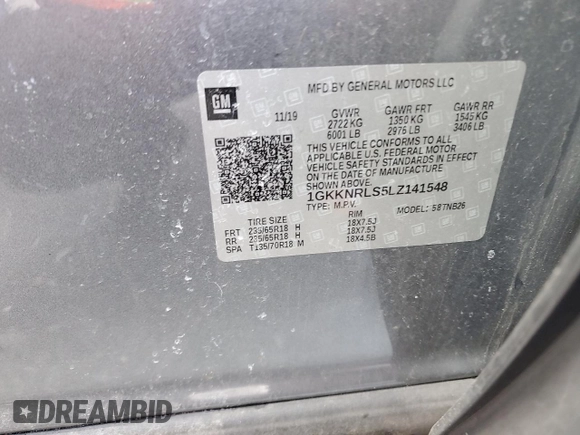 MFD BY GENERAL MOTORS LLC
GM
11/19 GVWR GAWR FRT GAWR RR
2722 KG 1350 KG 1545 KG
6001 LB 2976 LB 3406 LB
THIS VEHICLE CONFORMS TO ALL
APPLICABLE U.S. FEDERAL MOTOR
VEHICLE SAFETY STANDARDS IN EFFECT ON
THE DATE OF MANUFACTURE SHOWN ABOVE.
1GKKNRLS5LZ141548
TYPE: M.P.V. MODEL: 58TNB26
TIRE SIZE RIM
FRT 235/65R18 H 18X7.5J
RR 235/65R18 H 18X7.5J
SPA T135/70R18 M 18X4.5B
DREAMBID